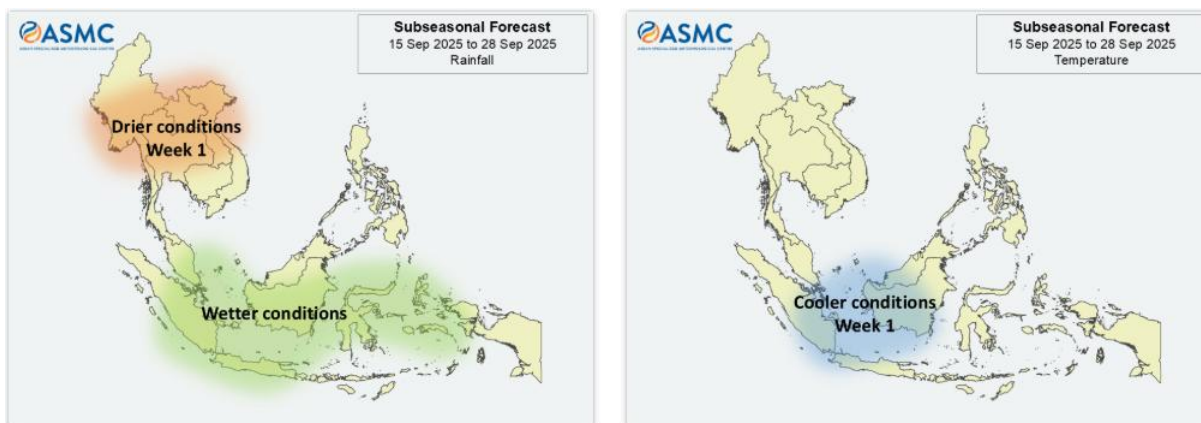 ASMC
Subseasonal Forecast
15 Sep 2025 to 28 Sep 2025
Rainfall
Drier conditions
Week 1
Wetter conditions
ASMC
Subseasonal Forecast
15 Sep 2025 to 28 Sep 2025
Temperature
Cooler conditions
Week 1